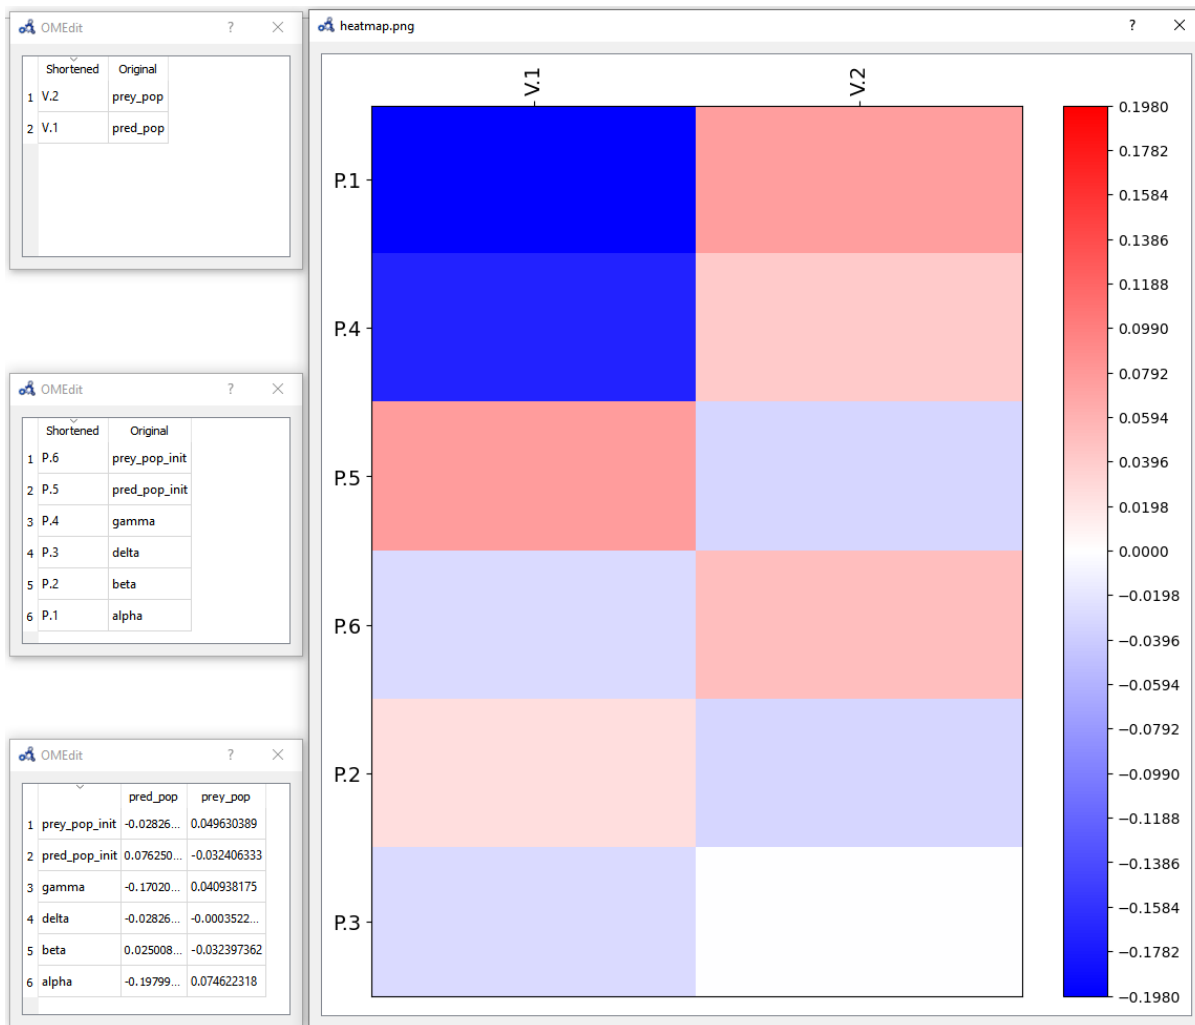 OMEdit ? ×
Shortened Original
1 V.2 prey_pop
2 V.1 pred_pop
OMEdit ? ×
Shortened Original
1 P.6 prey_pop_init
2 P.5 pred_pop_init
3 P.4 gamma
4 P.3 delta
5 P.2 beta
6 P.1 alpha
OMEdit ? ×
pred_pop prey_pop
1 prey_pop_init -0.02826... 0.049630389
2 pred_pop_init 0.076250... -0.032406333
3 gamma -0.17020... 0.040938175
4 delta -0.02826... -0.0003522...
5 beta 0.025008... -0.032397362
6 alpha -0.19799... 0.074622318
heatmap.png ? ×
V.1 V.2
P.1
P.4
P.5
P.6
P.2
P.3
0.1980
0.1782
0.1584
0.1386
0.1188
0.0990
0.0792
0.0594
0.0396
0.0198
0.0000
−0.0198
−0.0396
−0.0594
−0.0792
−0.0990
−0.1188
−0.1386
−0.1584
−0.1782
−0.1980